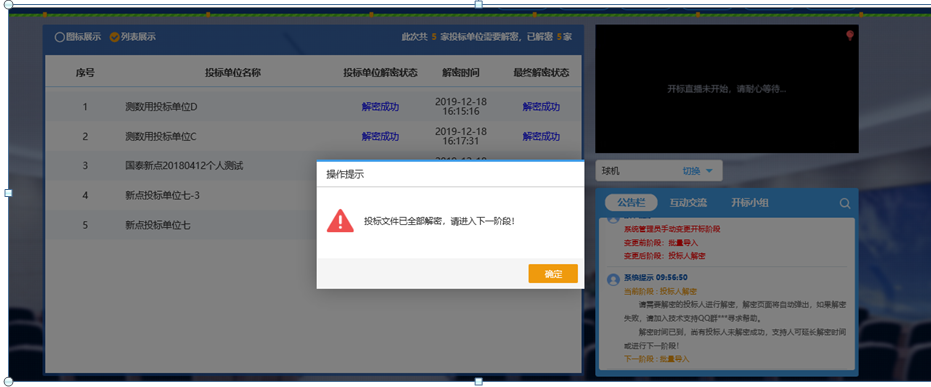 图标展示 列表展示 此次共 5 家投标单位需要解密，已解密 5 家
序号 投标单位名称 投标单位解密状态 解密时间 最终解密状态
1 测数用投标单位D 解密成功 2019-12-18 16:15:16 解密成功
2 测数用投标单位C 解密成功 2019-12-18 16:17:31 解密成功
3 国泰新点20180412个人测试
4 新点投标单位七-3
5 新点投标单位七
操作提示
投标文件已全部解密，请进入下一阶段！
确定
开标直播未开始，请耐心等待...
球机 切换
公告栏 互动交流 开标小组
系统管理员手动变更开标阶段
变更前阶段：批量导入
变更后阶段：投标人解密
系统提示 09:56:50
当前阶段：投标人解密
请需要解密的投标人进行解密，解密页面将自动弹出，如果解密
失败，请加入技术支持QQ群***寻求帮助。
解密时间已到，尚有投标人未解密成功，主持人可延长解密时间
或进行下一阶段！
下一阶段：批量导入